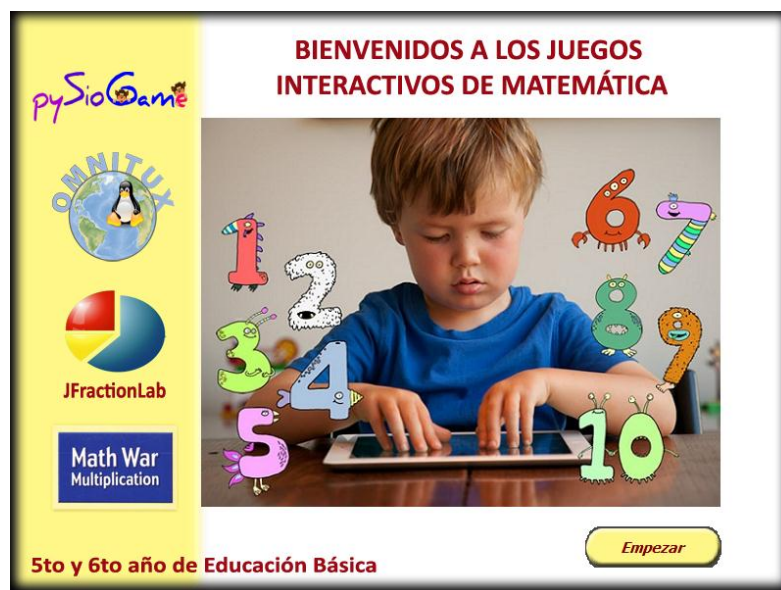 BIENVENIDOS A LOS JUEGOS
INTERACTIVOS DE MATEMÁTICA
pySioGame
OMNITUX
JFractionLab
Math War
Multiplication
1
2
3
4
5
6
7
8
9
10
5to y 6to año de Educación Básica
Empezar